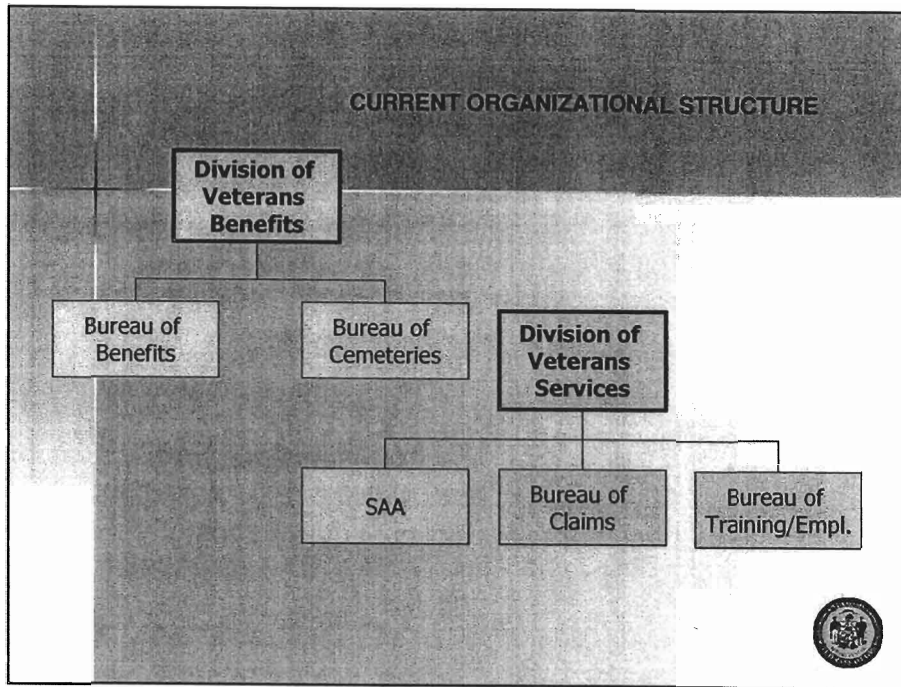 CURRENT ORGANIZATIONAL STRUCTURE
Division of
Veterans
Benefits
Bureau of
Benefits
Bureau of
Cemeteries
Division of
Veterans
Services
SAA
Bureau of
Claims
Bureau of
Training/Empl.